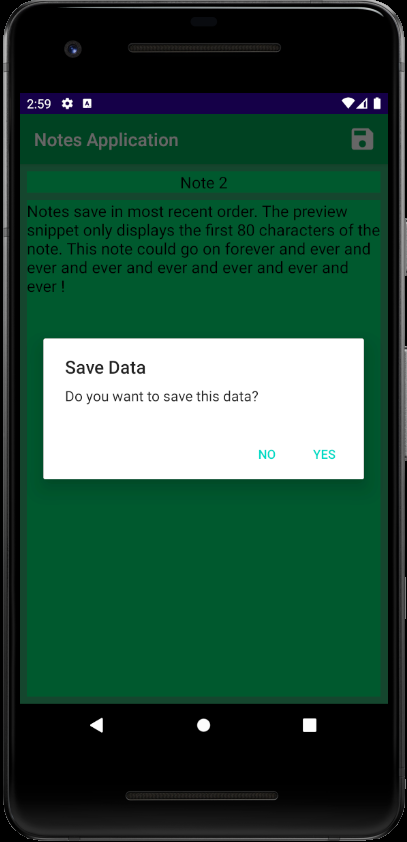 2:59
Notes Application
Note 2
Notes save in most recent order. The preview
snippet only displays the first 80 characters of the
note. This note could go on forever and ever and
ever and ever and ever and ever and ever and
ever !
Save Data
Do you want to save this data?
NO YES